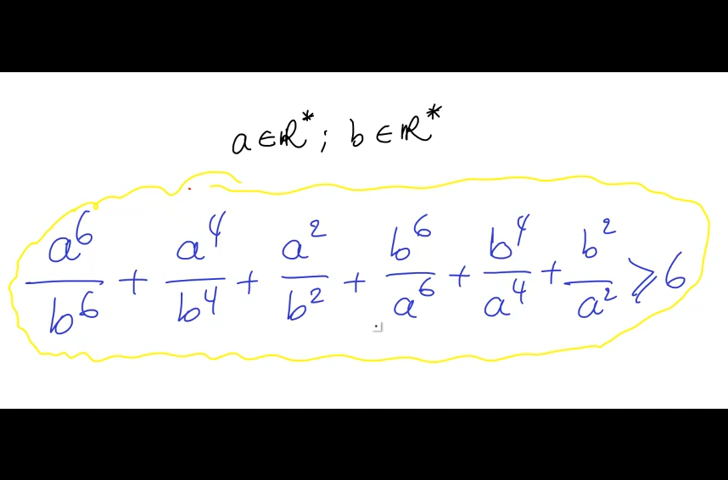 a ∈ ℝ* ; b ∈ ℝ*
a⁶/b⁶ + a⁴/b⁴ + a²/b² + b⁶/a⁶ + b⁴/a⁴ + b²/a² ⩾ 6